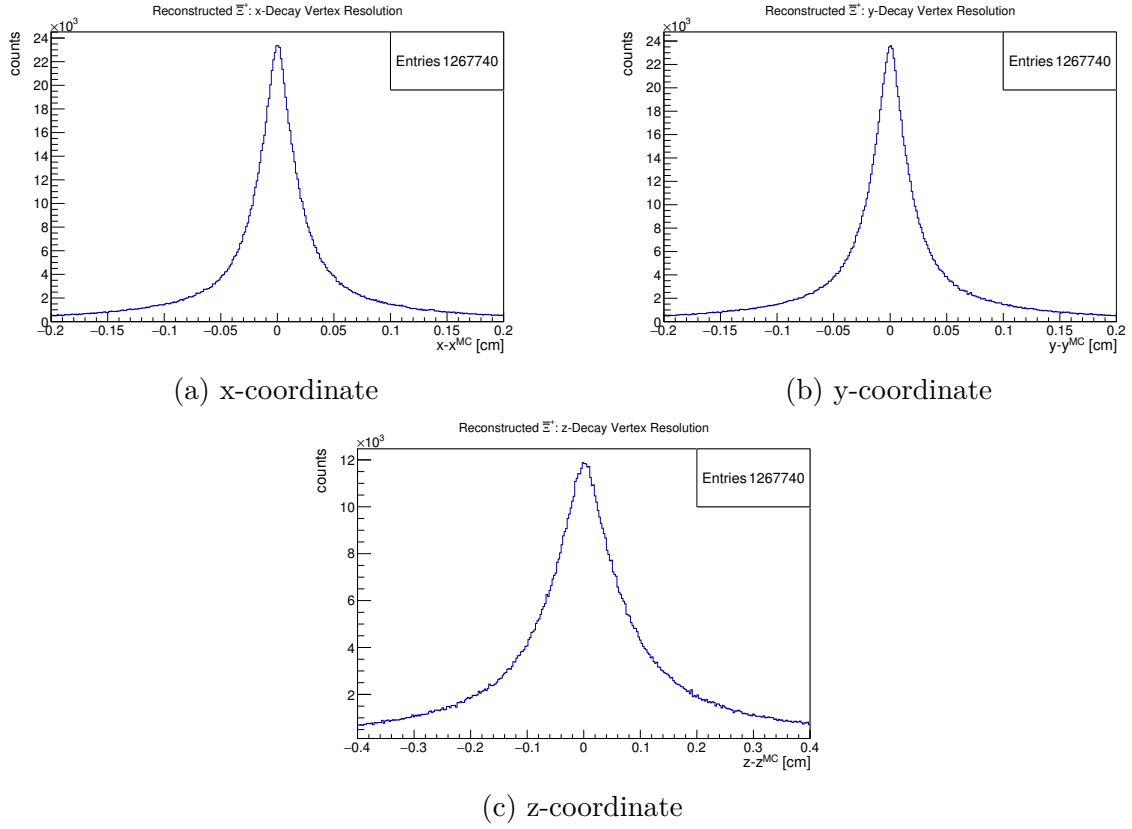 Reconstructed Ξ̅⁺: x-Decay Vertex Resolution
×10³
counts
24
22
20
18
16
14
12
10
8
6
4
2
0
Entries 1267740
−0.2 −0.15 −0.1 −0.05 0 0.05 0.1 0.15 0.2
x-xᴹᶜ [cm]
(a) x-coordinate
Reconstructed Ξ̅⁺: y-Decay Vertex Resolution
×10³
counts
24
22
20
18
16
14
12
10
8
6
4
2
0
Entries 1267740
−0.2 −0.15 −0.1 −0.05 0 0.05 0.1 0.15 0.2
y-yᴹᶜ [cm]
(b) y-coordinate
Reconstructed Ξ̅⁺: z-Decay Vertex Resolution
×10³
counts
12
10
8
6
4
2
Entries 1267740
−0.4 −0.3 −0.2 −0.1 0 0.1 0.2 0.3 0.4
z-zᴹᶜ [cm]
(c) z-coordinate